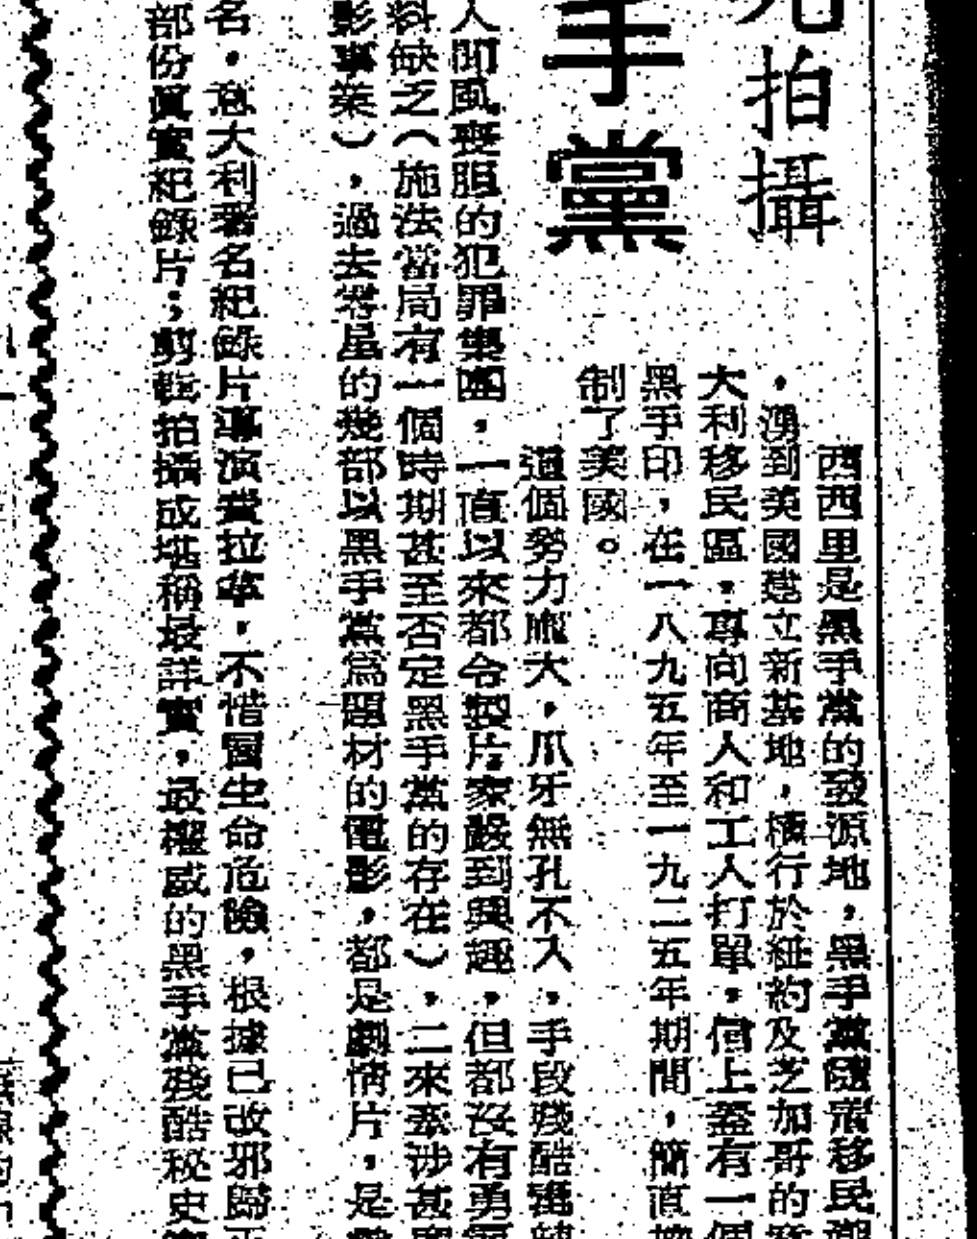 拍攝
手黨
西西里是黑手黨的發源地，黑手黨隨着移民潮
，湧到美國建立新基地，橫行於紐約及芝加哥的
大利移民區，專向商人和工人打單，信上蓋有一個
黑手印，在一八九五年至一九二五年期間，簡直
制了美國。
這個勢力龐大，爪牙無孔不入，手段殘酷
人聞風喪胆的犯罪集團，一直以來都令製片家感到興趣，但都沒有勇
料缺乏（施法當局有一個時期甚至否定黑手黨的存在），二來牽涉甚
影事業），過去零星的幾部以黑手黨爲題材的電影，都是劇情片，是
名，意大利著名紀錄片導演費拉拿，不惜冒生命危險，根據已改邪歸
部份眞實紀錄片；剪輯拍攝成堪稱最詳實，最權威的黑手黨殘酷秘史